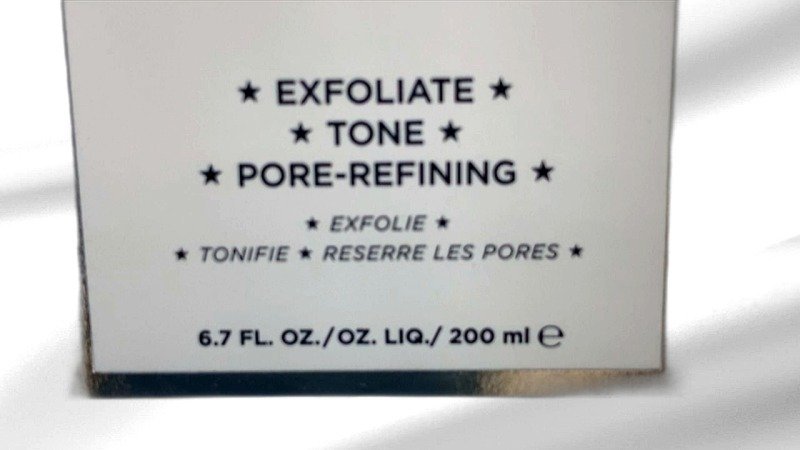 ★ EXFOLIATE ★
★ TONE ★
★ PORE-REFINING ★
★ EXFOLIE ★
★ TONIFIE ★ RESERRE LES PORES ★
6.7 FL. OZ./OZ. LIQ./ 200 ml ℮